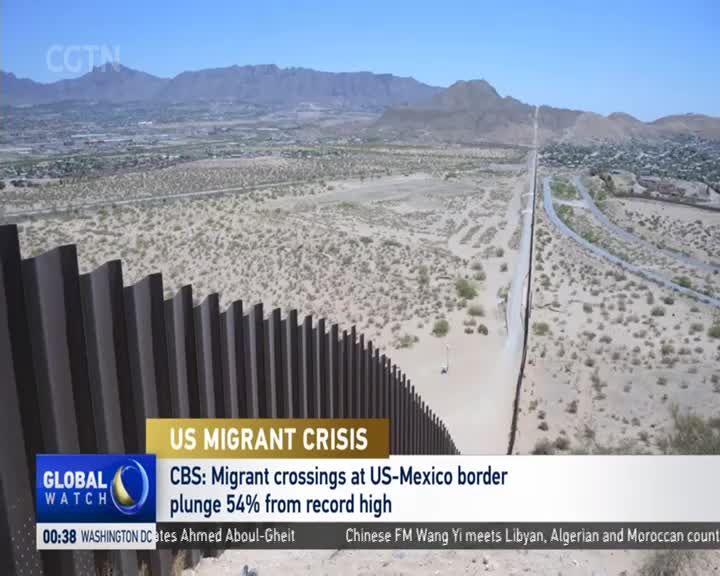 CGTN
US MIGRANT CRISIS
CBS: Migrant crossings at US-Mexico border
plunge 54% from record high
GLOBAL
WATCH
00:38 WASHINGTON DC
tes Ahmed Aboul-Gheit Chinese FM Wang Yi meets Libyan, Algerian and Moroccan count